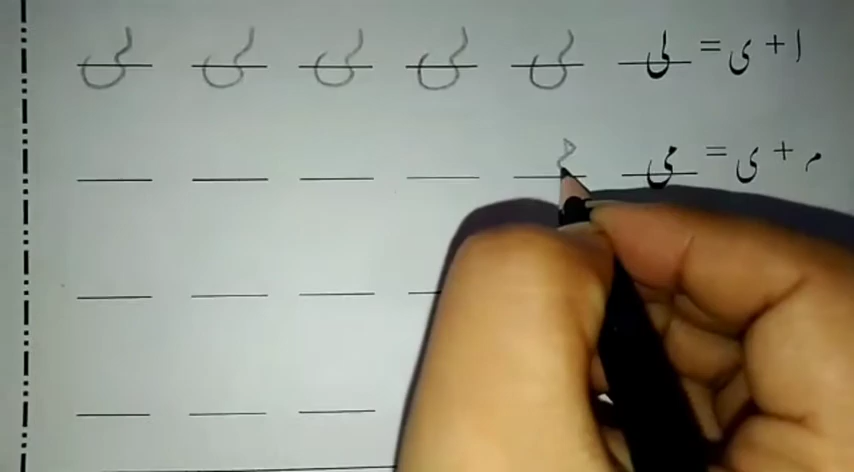 ا + ی = لی لی لی لی لی لی
م + ی = می